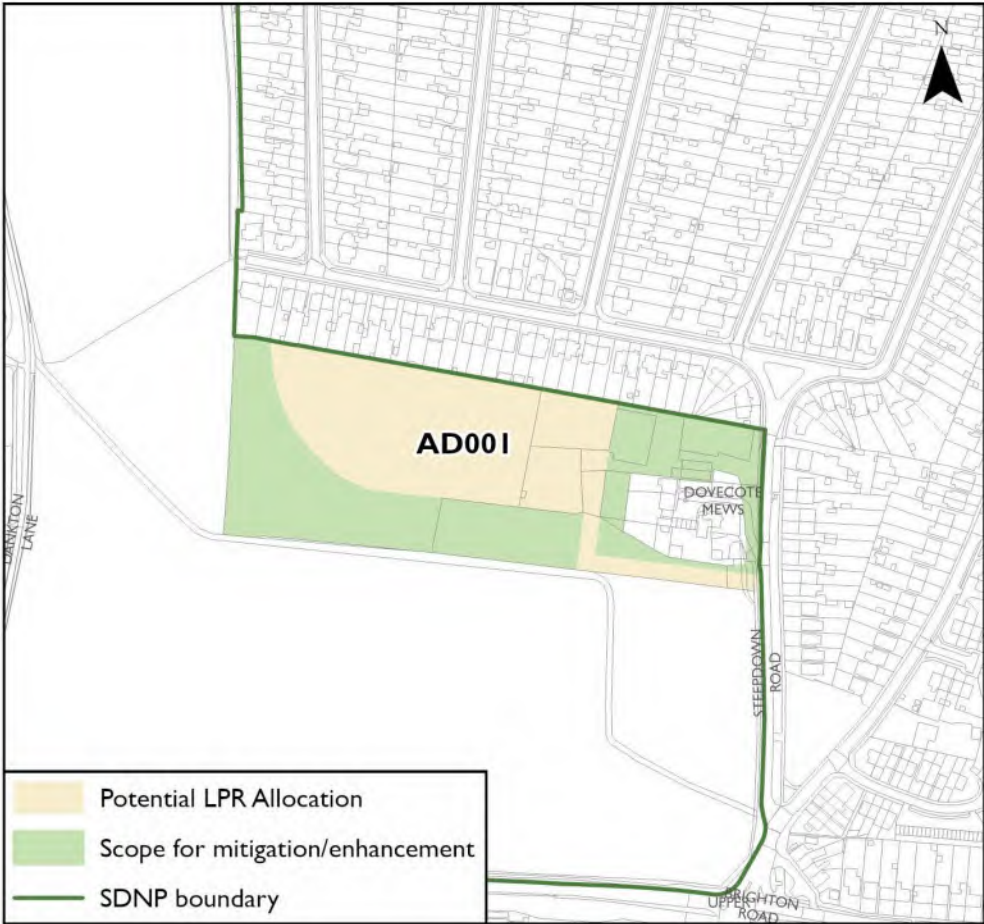 N
AD001
DOVECOTE
MEWS
DANKTON
LANE
STEEPDOWN
ROAD
Potential LPR Allocation
Scope for mitigation/enhancement
SDNP boundary
UPPER BRIGHTON
ROAD